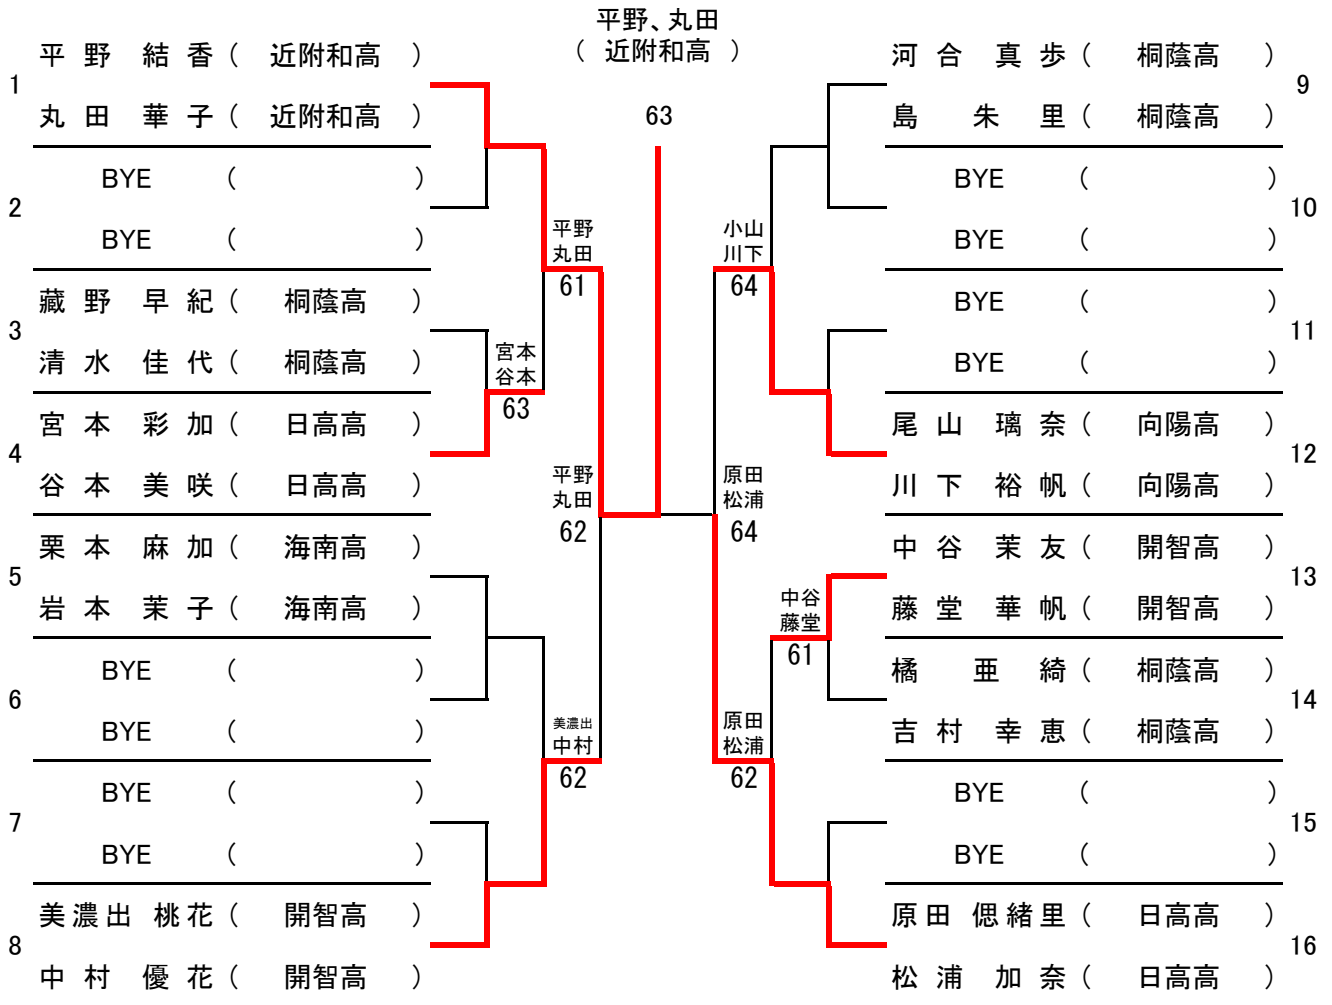 平野、丸田
( 近附和高 )
63
1
平野 結香 ( 近附和高 )
丸田 華子 ( 近附和高 )
2
BYE ( )
BYE ( )
3
藏野 早紀 ( 桐蔭高 )
清水 佳代 ( 桐蔭高 )
4
宮本 彩加 ( 日高高 )
谷本 美咲 ( 日高高 )
5
栗本 麻加 ( 海南高 )
岩本 茉子 ( 海南高 )
6
BYE ( )
BYE ( )
7
BYE ( )
BYE ( )
8
美濃出 桃花 ( 開智高 )
中村 優花 ( 開智高 )
宮本
谷本
63
平野
丸田
61
美濃出
中村
62
平野
丸田
62
原田
松浦
64
小山
川下
64
原田
松浦
62
中谷
藤堂
61
河合 真歩 ( 桐蔭高 )
島 朱里 ( 桐蔭高 )
9
BYE ( )
BYE ( )
10
BYE ( )
BYE ( )
11
尾山 璃奈 ( 向陽高 )
川下 裕帆 ( 向陽高 )
12
中谷 茉友 ( 開智高 )
藤堂 華帆 ( 開智高 )
13
橘 亜綺 ( 桐蔭高 )
吉村 幸恵 ( 桐蔭高 )
14
BYE ( )
BYE ( )
15
原田 偲緒里 ( 日高高 )
松浦 加奈 ( 日高高 )
16